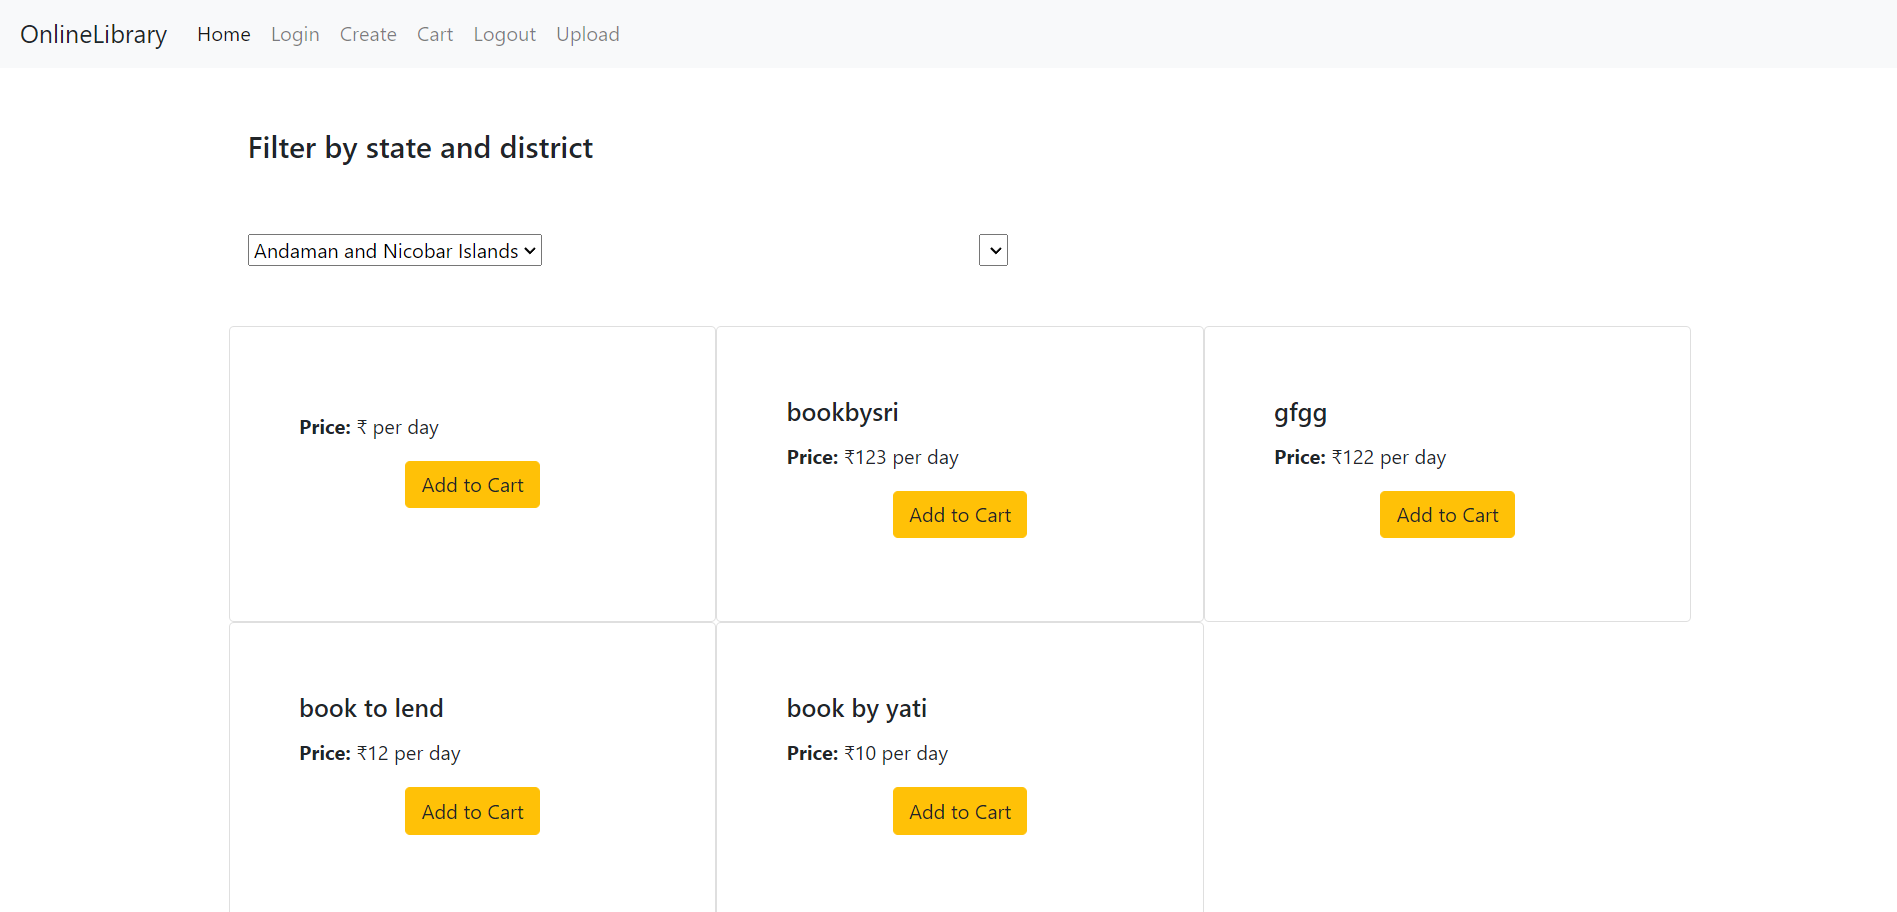 OnlineLibrary Home Login Create Cart Logout Upload
Filter by state and district
Andaman and Nicobar Islands
Price: ₹ per day
Add to Cart
bookbysri
Price: ₹123 per day
Add to Cart
gfgg
Price: ₹122 per day
Add to Cart
book to lend
Price: ₹12 per day
Add to Cart
book by yati
Price: ₹10 per day
Add to Cart